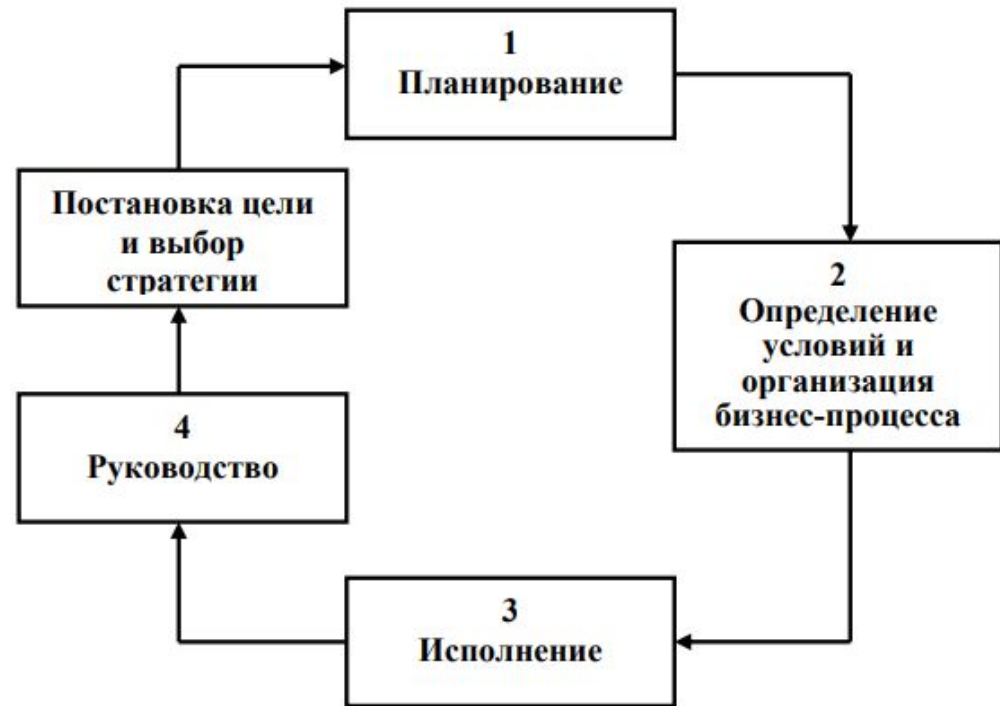 1
Планирование
Постановка цели
и выбор
стратегии
2
Определение
условий и
организация
бизнес-процесса
4
Руководство
3
Исполнение